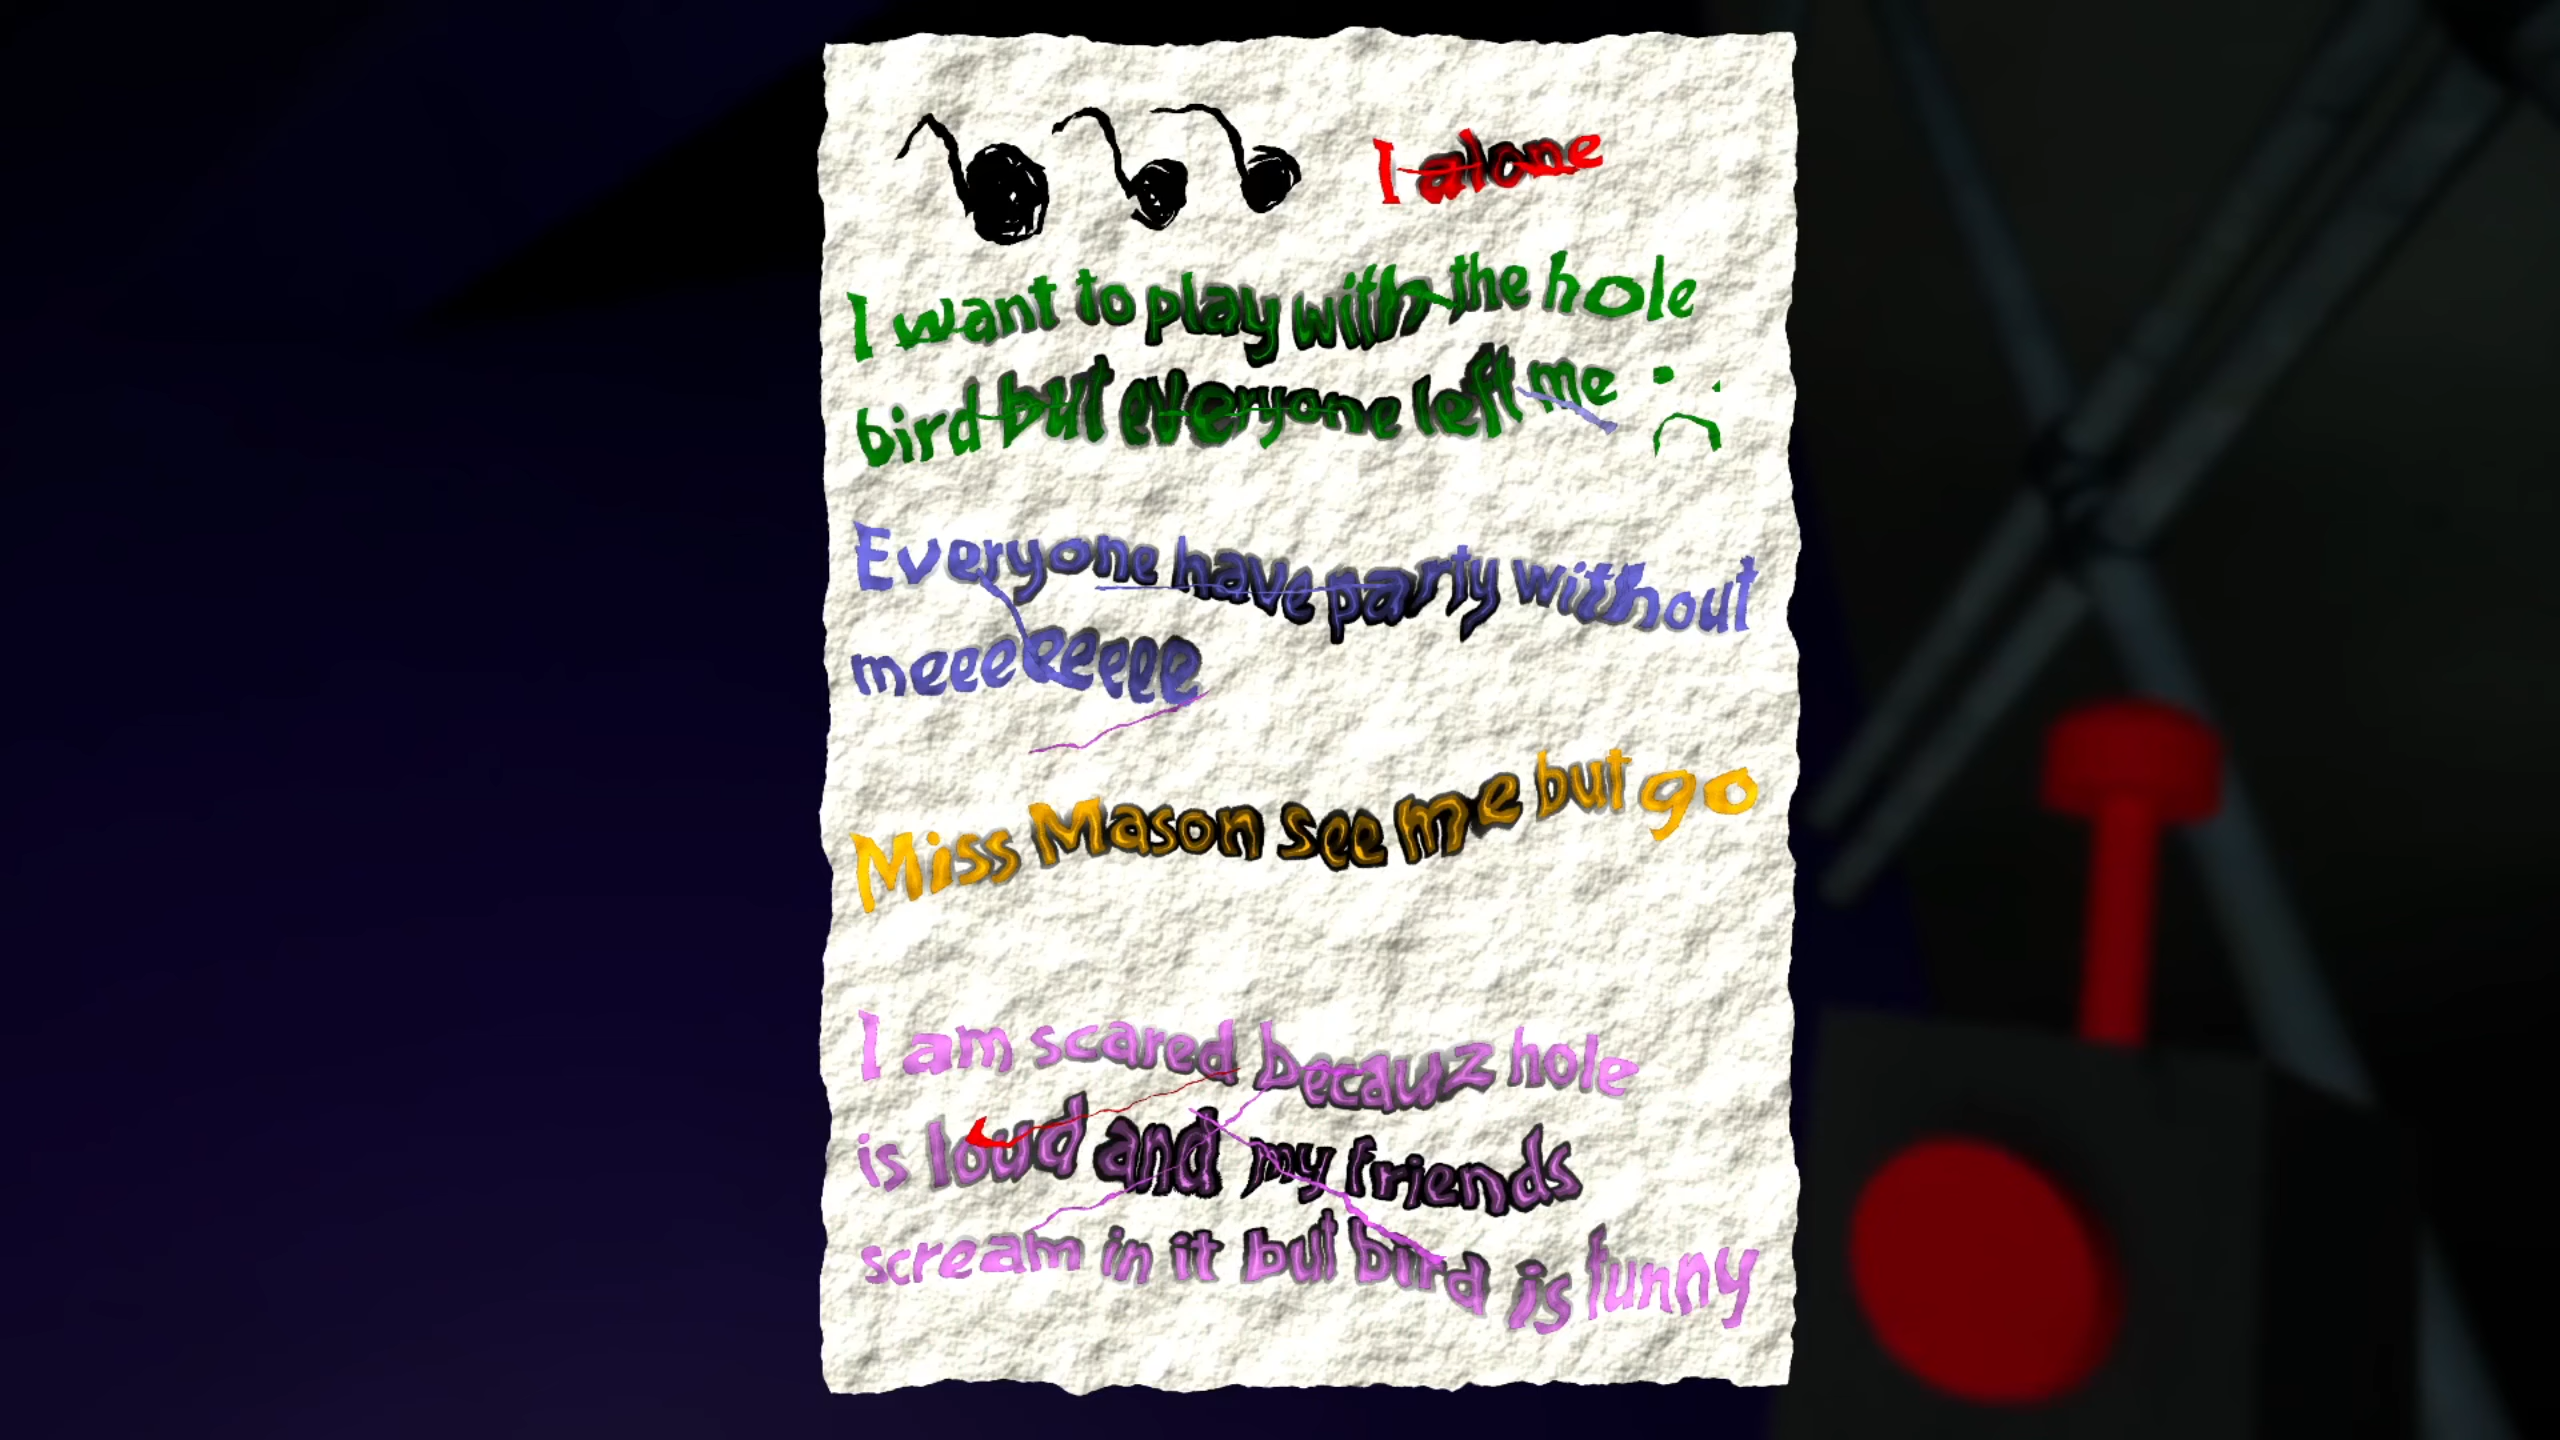 I alone
I want to play with the hole
bird but everyone left me :(
Everyone have party without
meeeeeeee
Miss Mason see me but go
I am scared becauz hole
is loud and my friends
scream in it but bird is funny